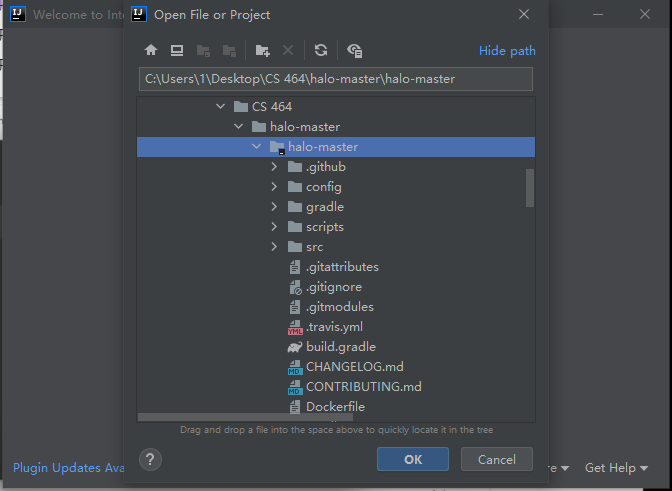 Welcome to Inte
Open File or Project
Hide path
C:\Users\1\Desktop\CS 464\halo-master\halo-master
CS 464
halo-master
halo-master
.github
config
gradle
scripts
src
.gitattributes
.gitignore
.gitmodules
.travis.yml
build.gradle
CHANGELOG.md
CONTRIBUTING.md
Dockerfile
Drag and drop a file into the space above to quickly locate it in the tree
? OK Cancel
Plugin Updates Ava re Get Help